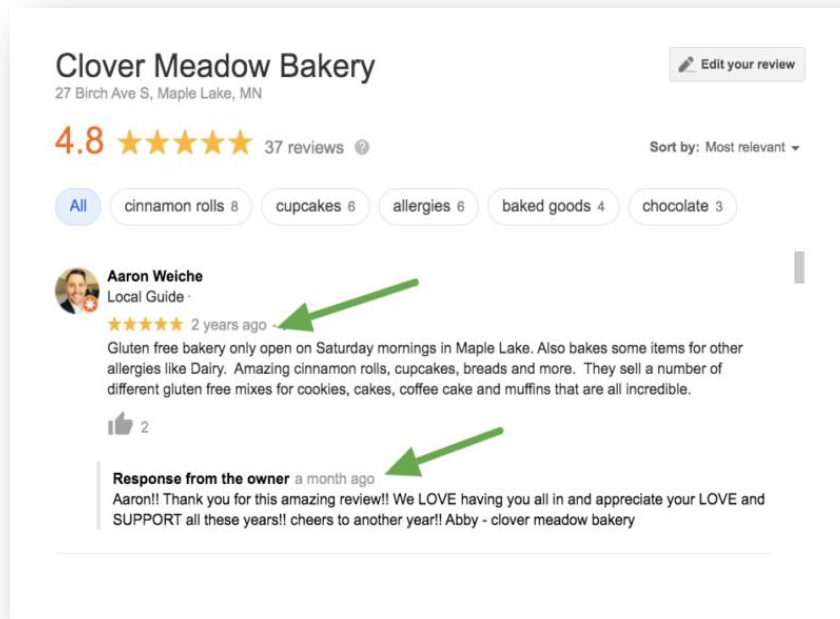 Clover Meadow Bakery
Edit your review
27 Birch Ave S, Maple Lake, MN
4.8 37 reviews
Sort by: Most relevant
All cinnamon rolls 8 cupcakes 6 allergies 6 baked goods 4 chocolate 3
Aaron Weiche
Local Guide ·
2 years ago -
Gluten free bakery only open on Saturday mornings in Maple Lake. Also bakes some items for other
allergies like Dairy. Amazing cinnamon rolls, cupcakes, breads and more. They sell a number of
different gluten free mixes for cookies, cakes, coffee cake and muffins that are all incredible.
2
Response from the owner a month ago
Aaron!! Thank you for this amazing review!! We LOVE having you all in and appreciate your LOVE and
SUPPORT all these years!! cheers to another year!! Abby - clover meadow bakery